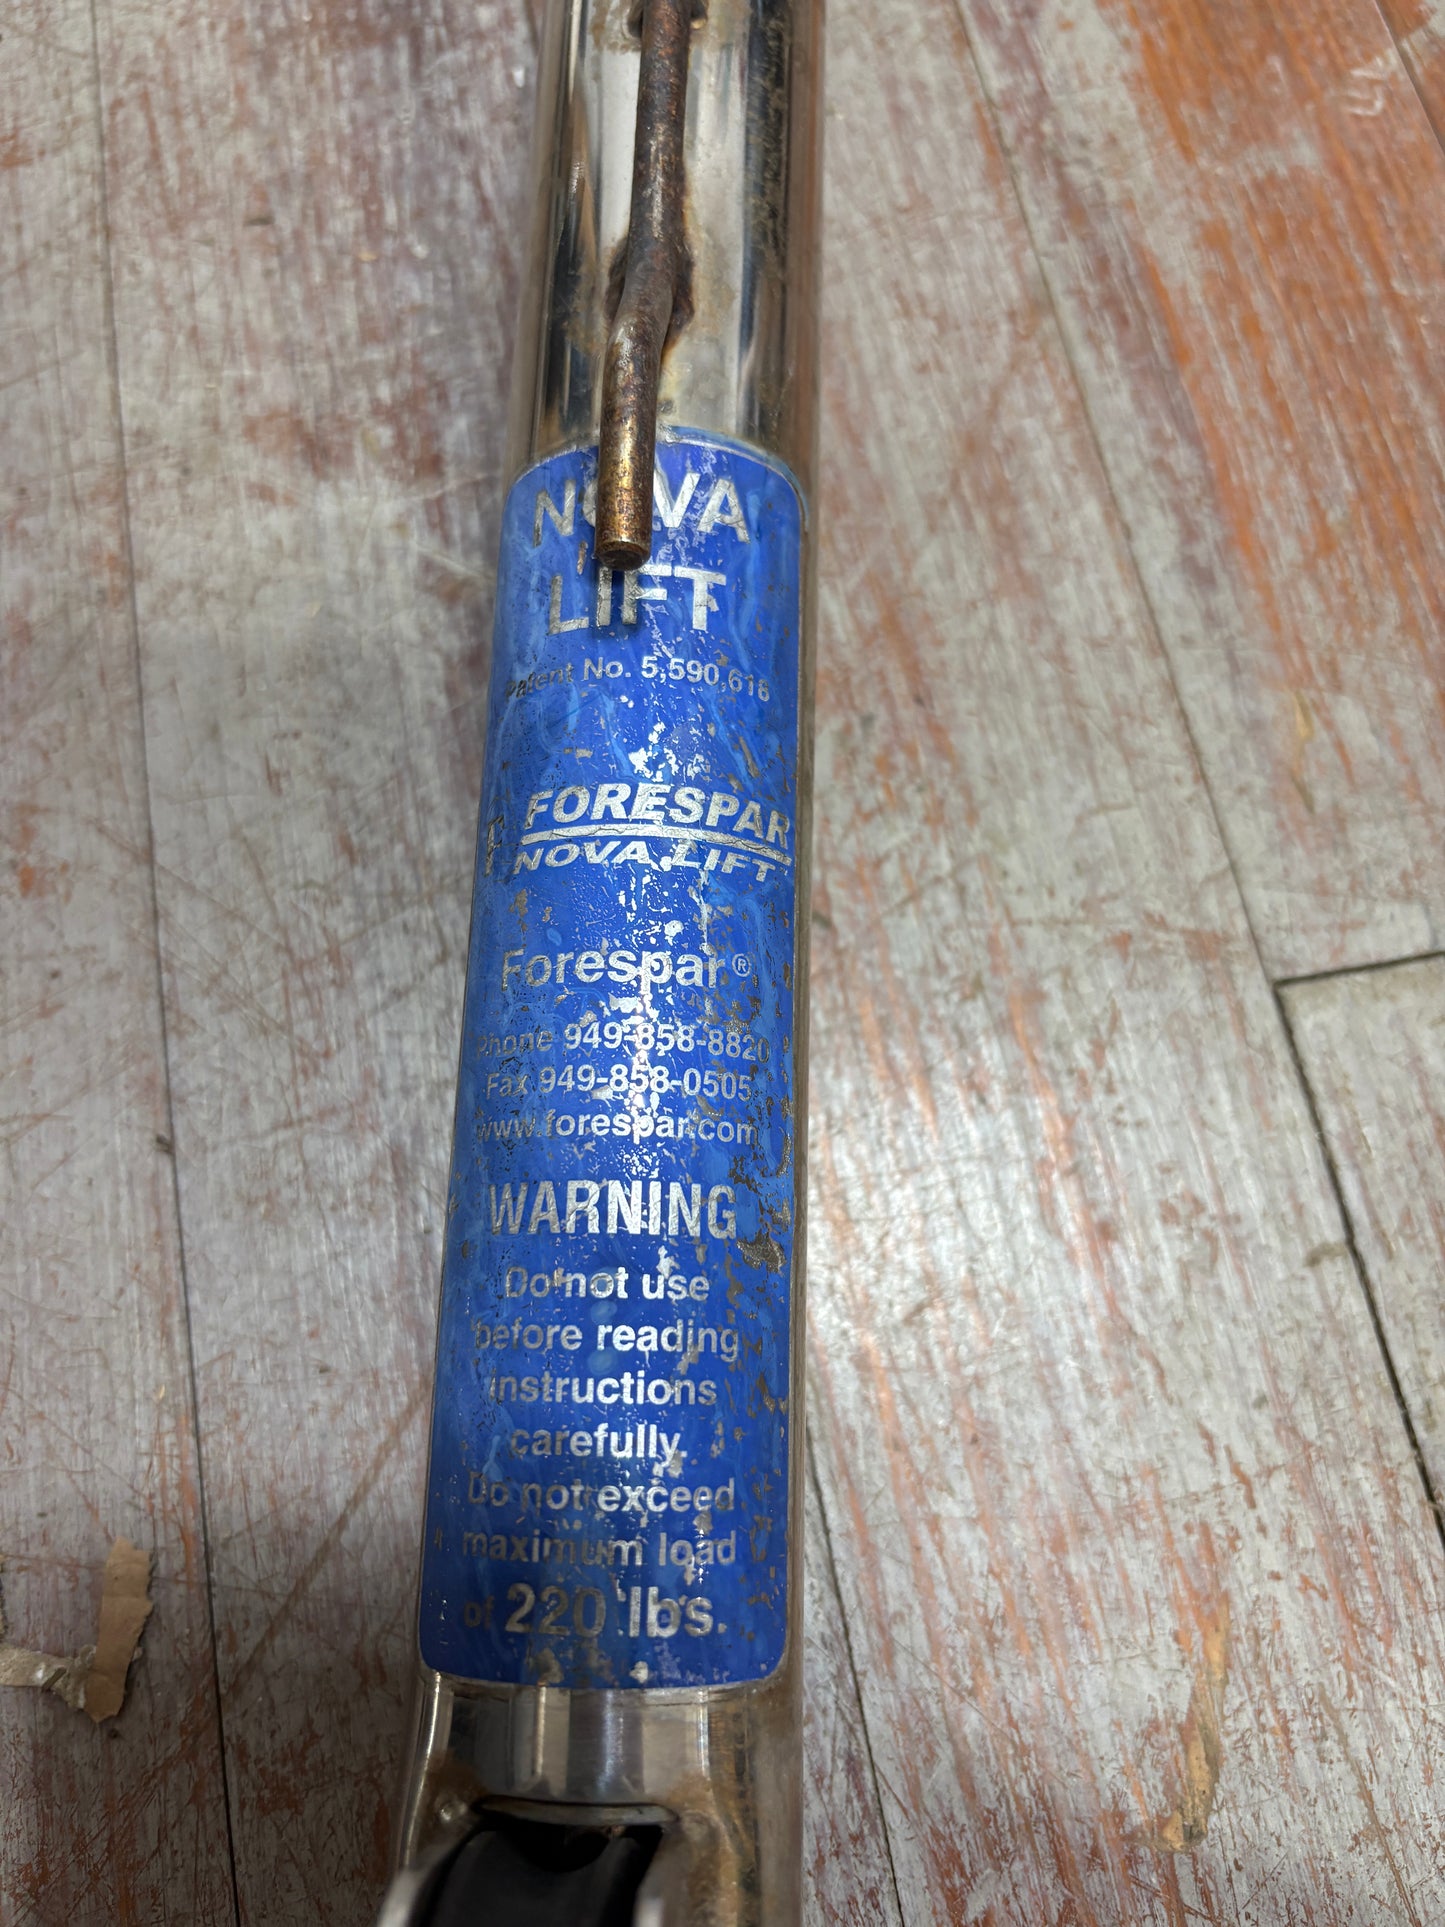 NOVA
LIFT
Patent No. 5,590,618
FORESPAR
NOVA LIFT
Forespar®
Phone 949-858-8820
Fax 949-858-0505
www.forespar.com
WARNING
Do not use
before reading
instructions
carefully.
Do not exceed
maximum load
of 220 lbs.